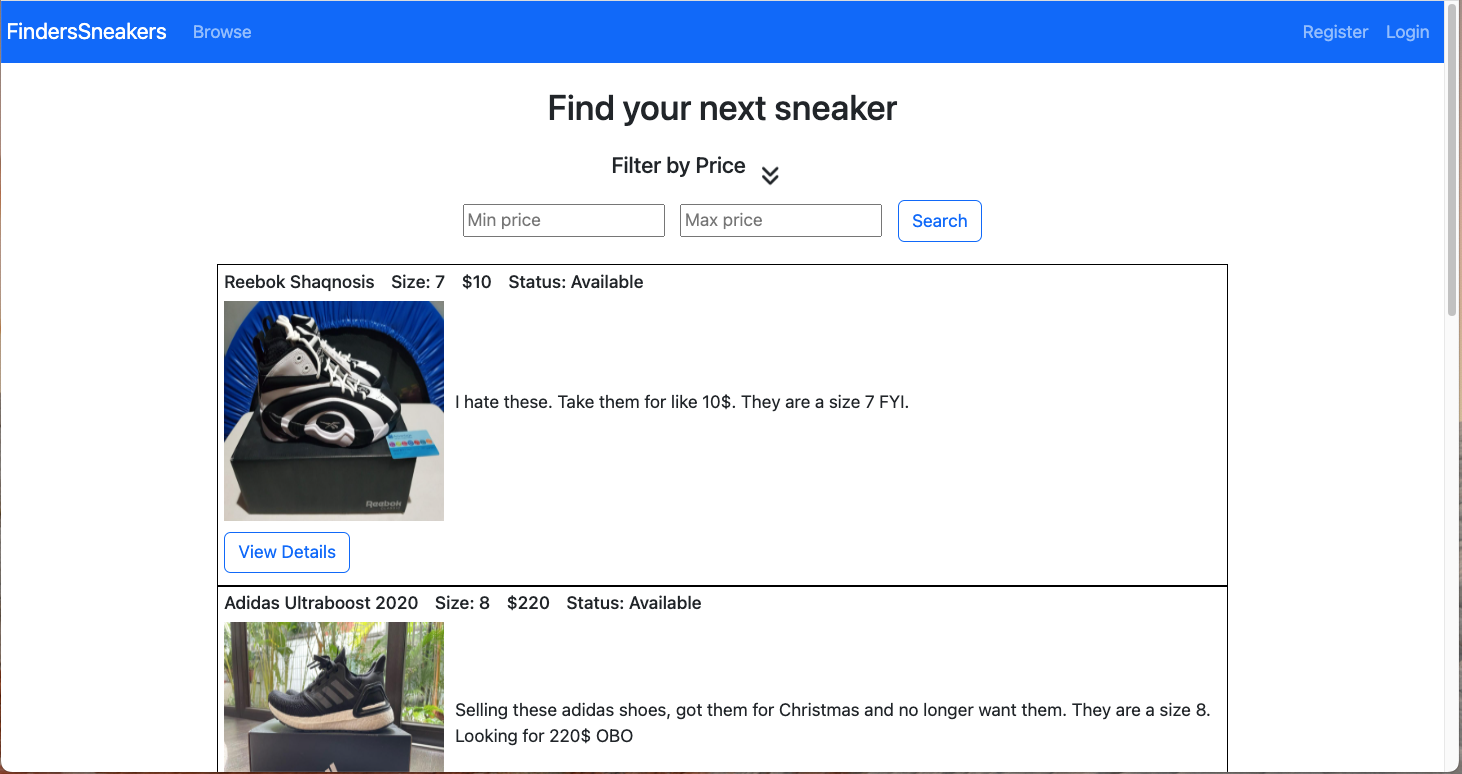 FindersSneakers Browse Register Login
Find your next sneaker
Filter by Price
Min price Max price Search
Reebok Shaqnosis Size: 7 $10 Status: Available
I hate these. Take them for like 10$. They are a size 7 FYI.
Reebok
View Details
Adidas Ultraboost 2020 Size: 8 $220 Status: Available
Selling these adidas shoes, got them for Christmas and no longer want them. They are a size 8.
Looking for 220$ OBO